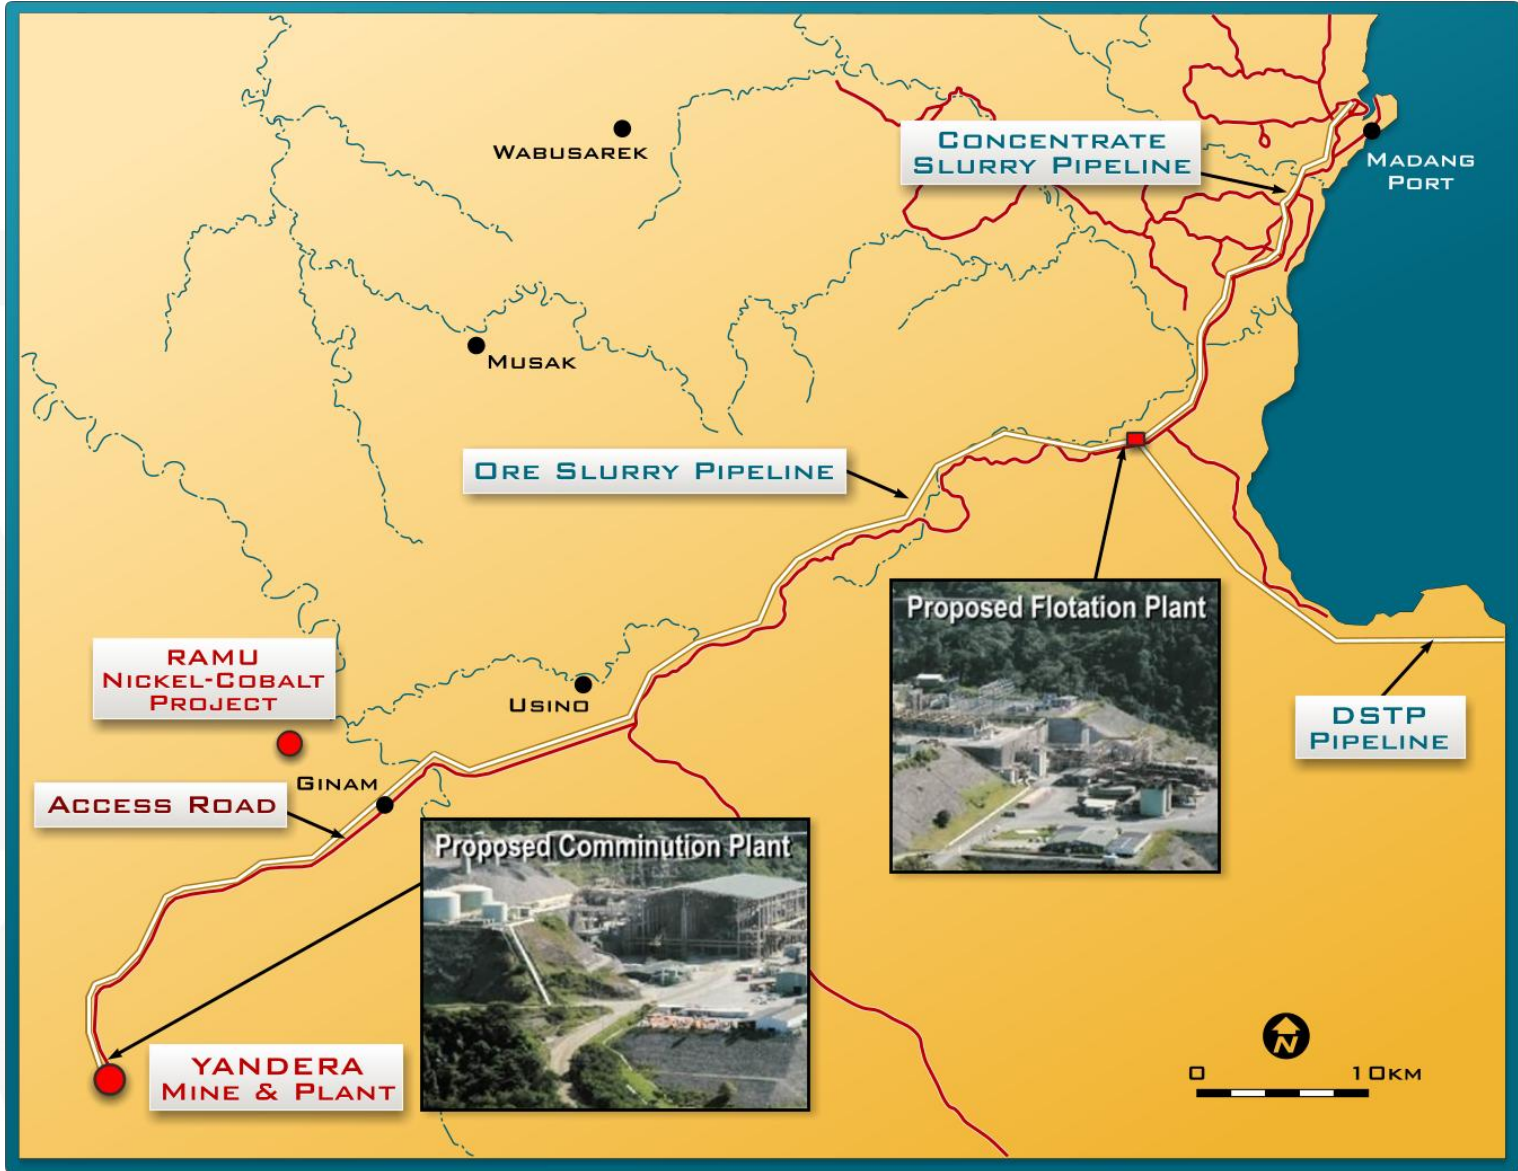 WABUSAREK
CONCENTRATE
SLURRY PIPELINE
MADANG
PORT
MUSAK
ORE SLURRY PIPELINE
Proposed Flotation Plant
RAMU
NICKEL-COBALT
PROJECT
USINO
DSTP
PIPELINE
GINAM
ACCESS ROAD
Proposed Comminution Plant
YANDERA
MINE & PLANT
N
0 10KM